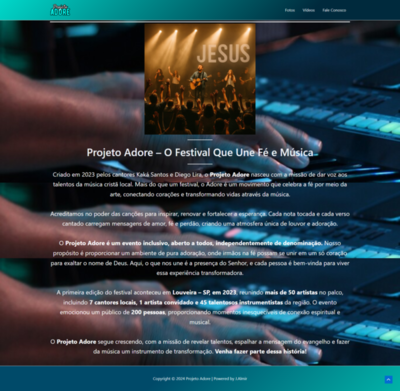 Projeto
ADORE
Fotos Vídeos Fale Conosco
JESUS
Projeto Adore – O Festival Que Une Fé e Música
Criado em 2023 pelos cantores Kaká Santos e Diego Lira, o Projeto Adore nasceu com a missão de dar voz aos
talentos da música cristã local. Mais do que um festival, o Adore é um movimento que celebra a fé por meio da
arte, conectando corações e transformando vidas através da música.
Acreditamos no poder das canções para inspirar, renovar e fortalecer a esperança. Cada nota tocada e cada verso
cantado carregam mensagens de amor, fé e perdão, criando uma atmosfera única de louvor e adoração.
O Projeto Adore é um evento inclusivo, aberto a todos, independentemente de denominação. Nosso
propósito é proporcionar um ambiente de pura adoração, onde irmãos na fé possam se unir em um só coração
para exaltar o nome de Deus. Aqui, o que nos une é a presença do Senhor, e cada pessoa é bem-vinda para viver
essa experiência transformadora.
A primeira edição do festival aconteceu em Louveira – SP, em 2023, reunindo mais de 50 artistas no palco,
incluindo 7 cantores locais, 1 artista convidado e 45 talentosos instrumentistas da região. O evento
emocionou um público de 200 pessoas, proporcionando momentos inesquecíveis de conexão espiritual e
musical.
O Projeto Adore segue crescendo, com a missão de revelar talentos, espalhar a mensagem do evangelho e fazer
da música um instrumento de transformação. Venha fazer parte dessa história!